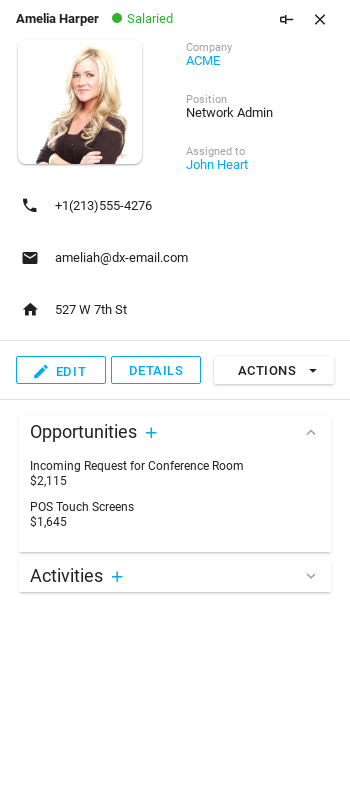 Amelia Harper Salaried
Company
ACME
Position
Network Admin
Assigned to
John Heart
+1(213)555-4276
ameliah@dx-email.com
527 W 7th St
EDIT DETAILS ACTIONS
Opportunities
Incoming Request for Conference Room
$2,115
POS Touch Screens
$1,645
Activities